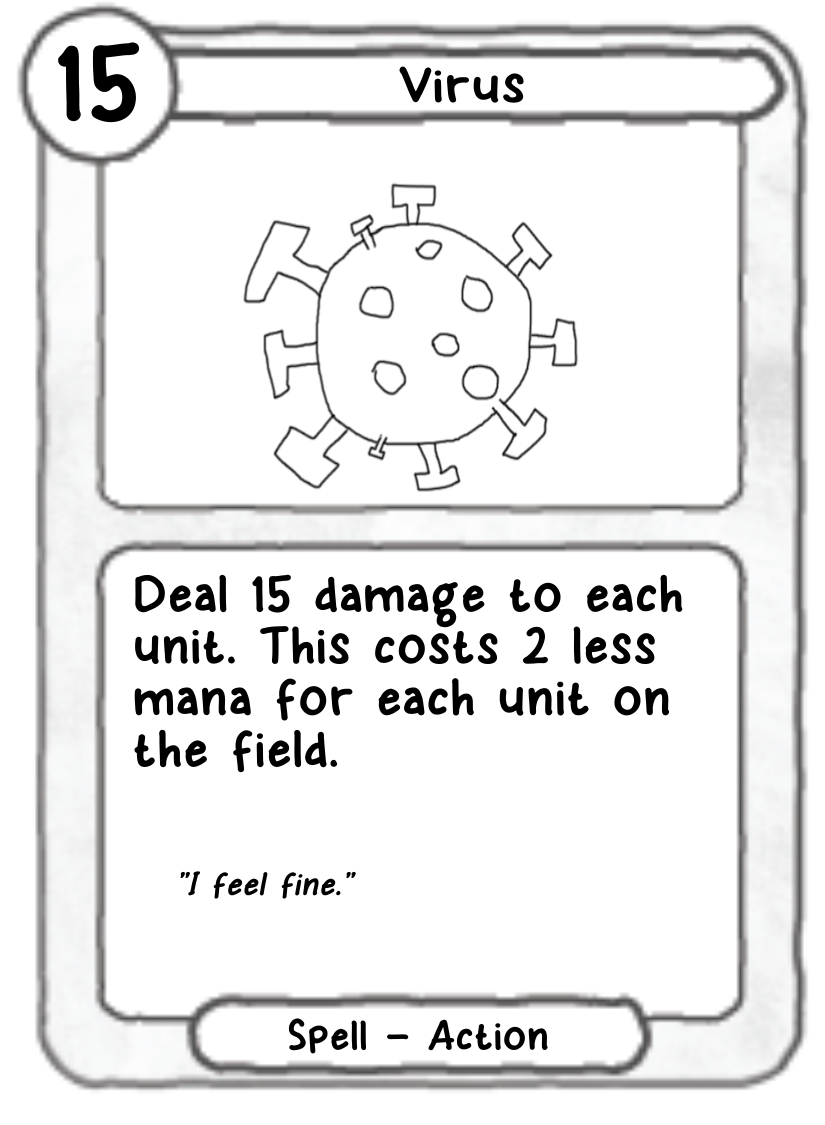 15
Virus
Deal 15 damage to each
unit. This costs 2 less
mana for each unit on
the field.
"I feel fine."
Spell – Action